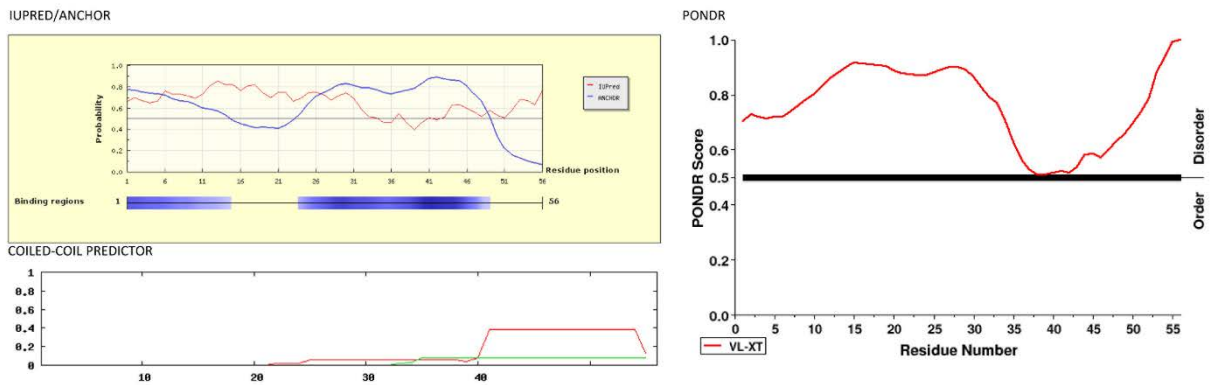 IUPRED/ANCHOR
1.0
0.8
0.6
0.4
0.2
0.0
Probability
1 6 11 16 21 26 31 36 41 46 51 56
Residue position
IUPred
ANCHOR
Binding regions 1 56
COILED-COIL PREDICTOR
1
0.8
0.6
0.4
0.2
0
10 20 30 40
PONDR
1.0
0.8
0.6
0.5
0.4
0.2
0.0
PONDR Score
Disorder
Order
0 5 10 15 20 25 30 35 40 45 50 55
VL-XT
Residue Number